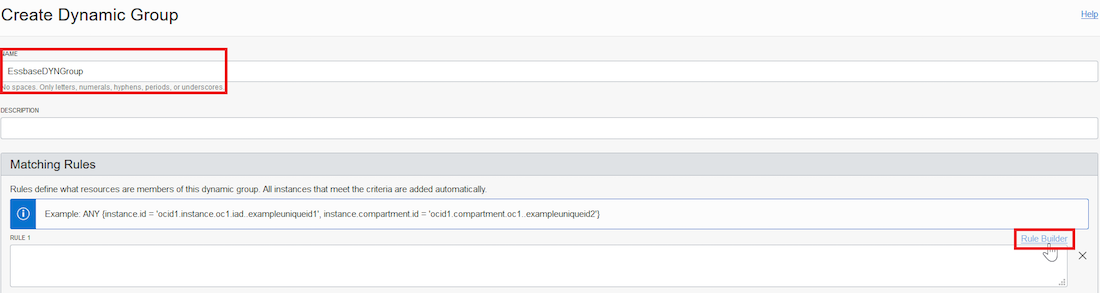 Create Dynamic Group
Help
NAME
EssbaseDYNGroup
No spaces. Only letters, numerals, hyphens, periods, or underscores.
DESCRIPTION
Matching Rules
Rules define what resources are members of this dynamic group. All instances that meet the criteria are added automatically.
Example: ANY {instance.id = 'ocid1.instance.oc1.iad..exampleuniqueid1', instance.compartment.id = 'ocid1.compartment.oc1..exampleuniqueid2'}
RULE 1
Rule Builder